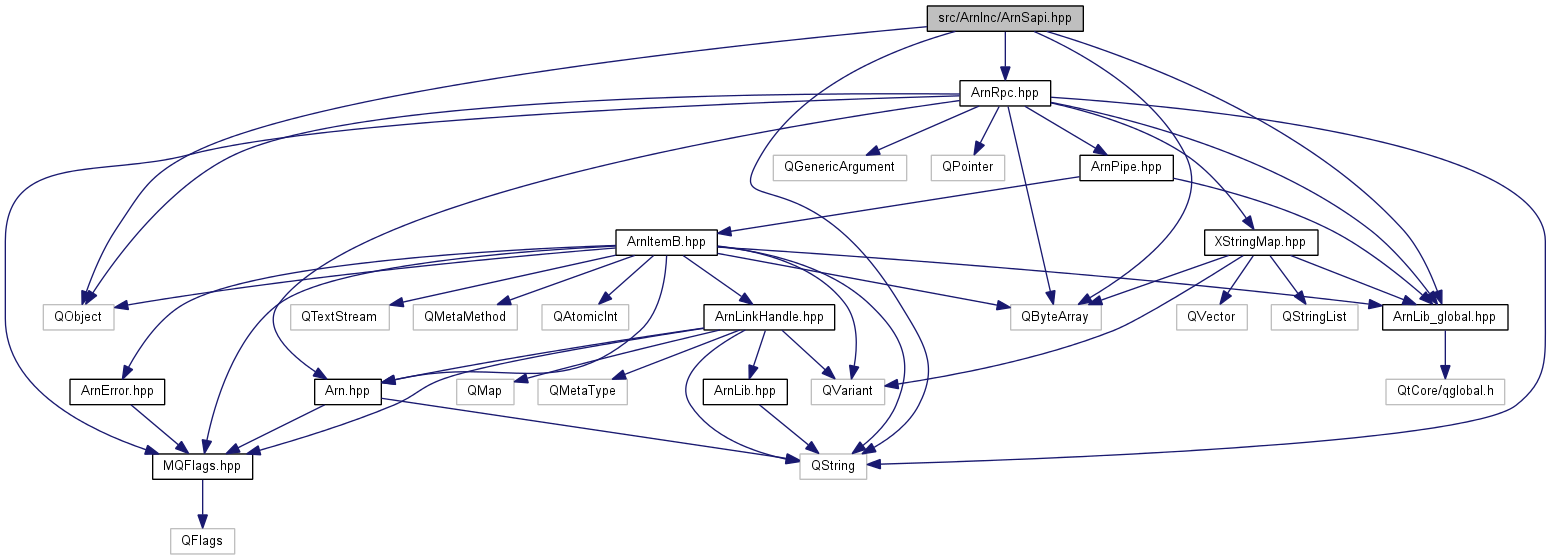 src/ArnInc/ArnSapi.hpp
ArnRpc.hpp
QGenericArgument
QPointer
ArnPipe.hpp
ArnItemB.hpp
XStringMap.hpp
QObject
QTextStream
QMetaMethod
QAtomicInt
ArnLinkHandle.hpp
QByteArray
QVector
QStringList
ArnLib_global.hpp
ArnError.hpp
Arn.hpp
QMap
QMetaType
ArnLib.hpp
QVariant
QtCore/qglobal.h
MQFlags.hpp
QString
QFlags